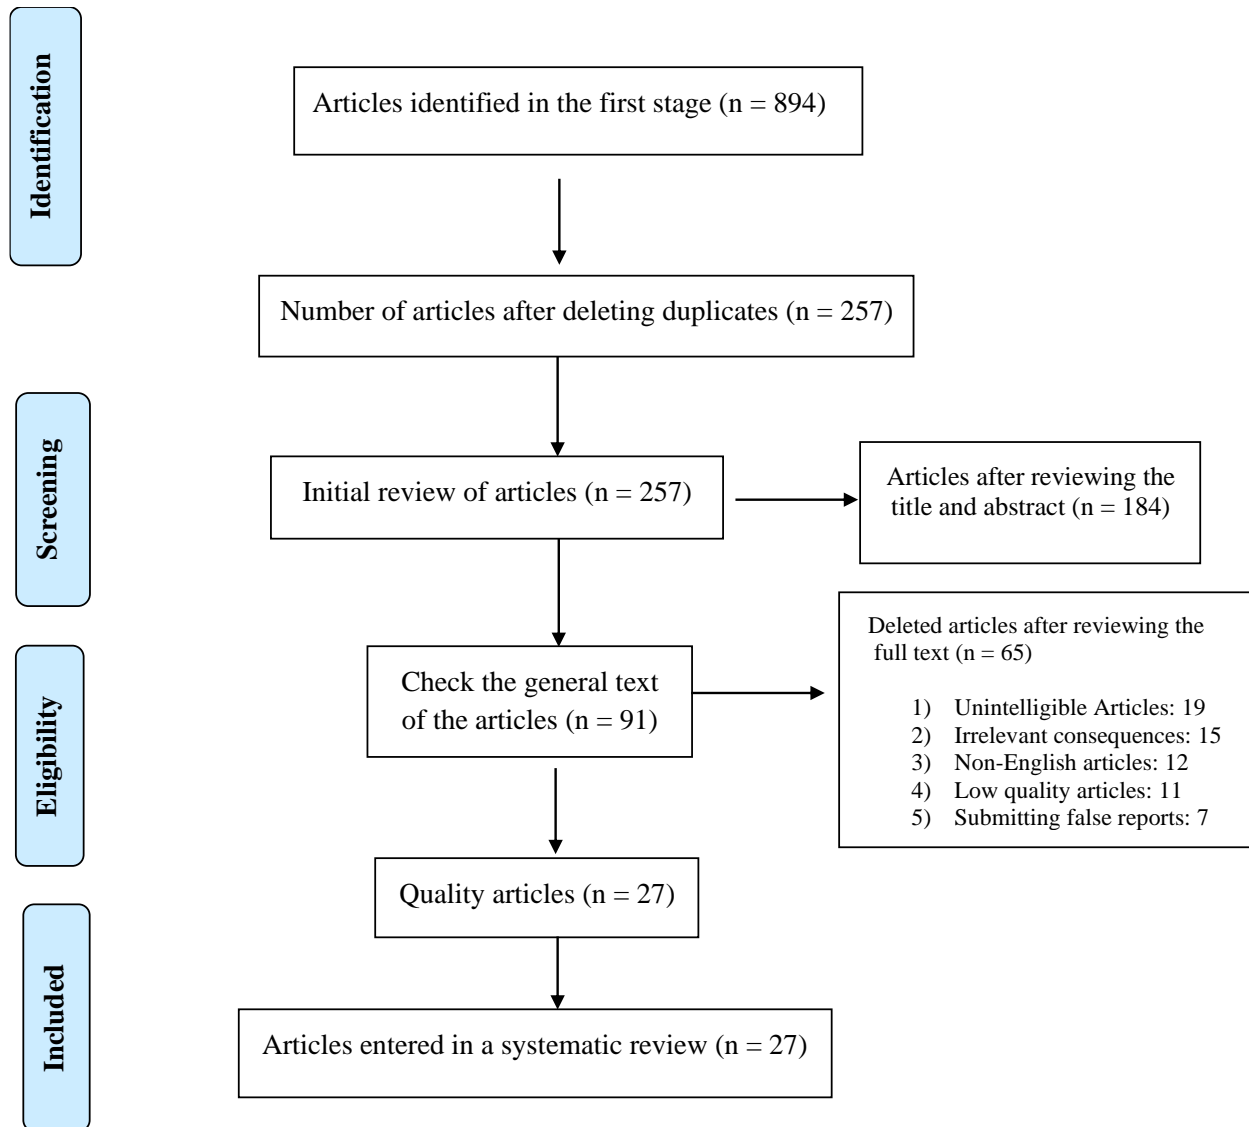 Identification
Articles identified in the first stage (n = 894)
Number of articles after deleting duplicates (n = 257)
Screening
Initial review of articles (n = 257)
Articles after reviewing the
title and abstract (n = 184)
Eligibility
Check the general text
of the articles (n = 91)
Deleted articles after reviewing the
full text (n = 65)
1) Unintelligible Articles: 19
2) Irrelevant consequences: 15
3) Non-English articles: 12
4) Low quality articles: 11
5) Submitting false reports: 7
Quality articles (n = 27)
Included
Articles entered in a systematic review (n = 27)